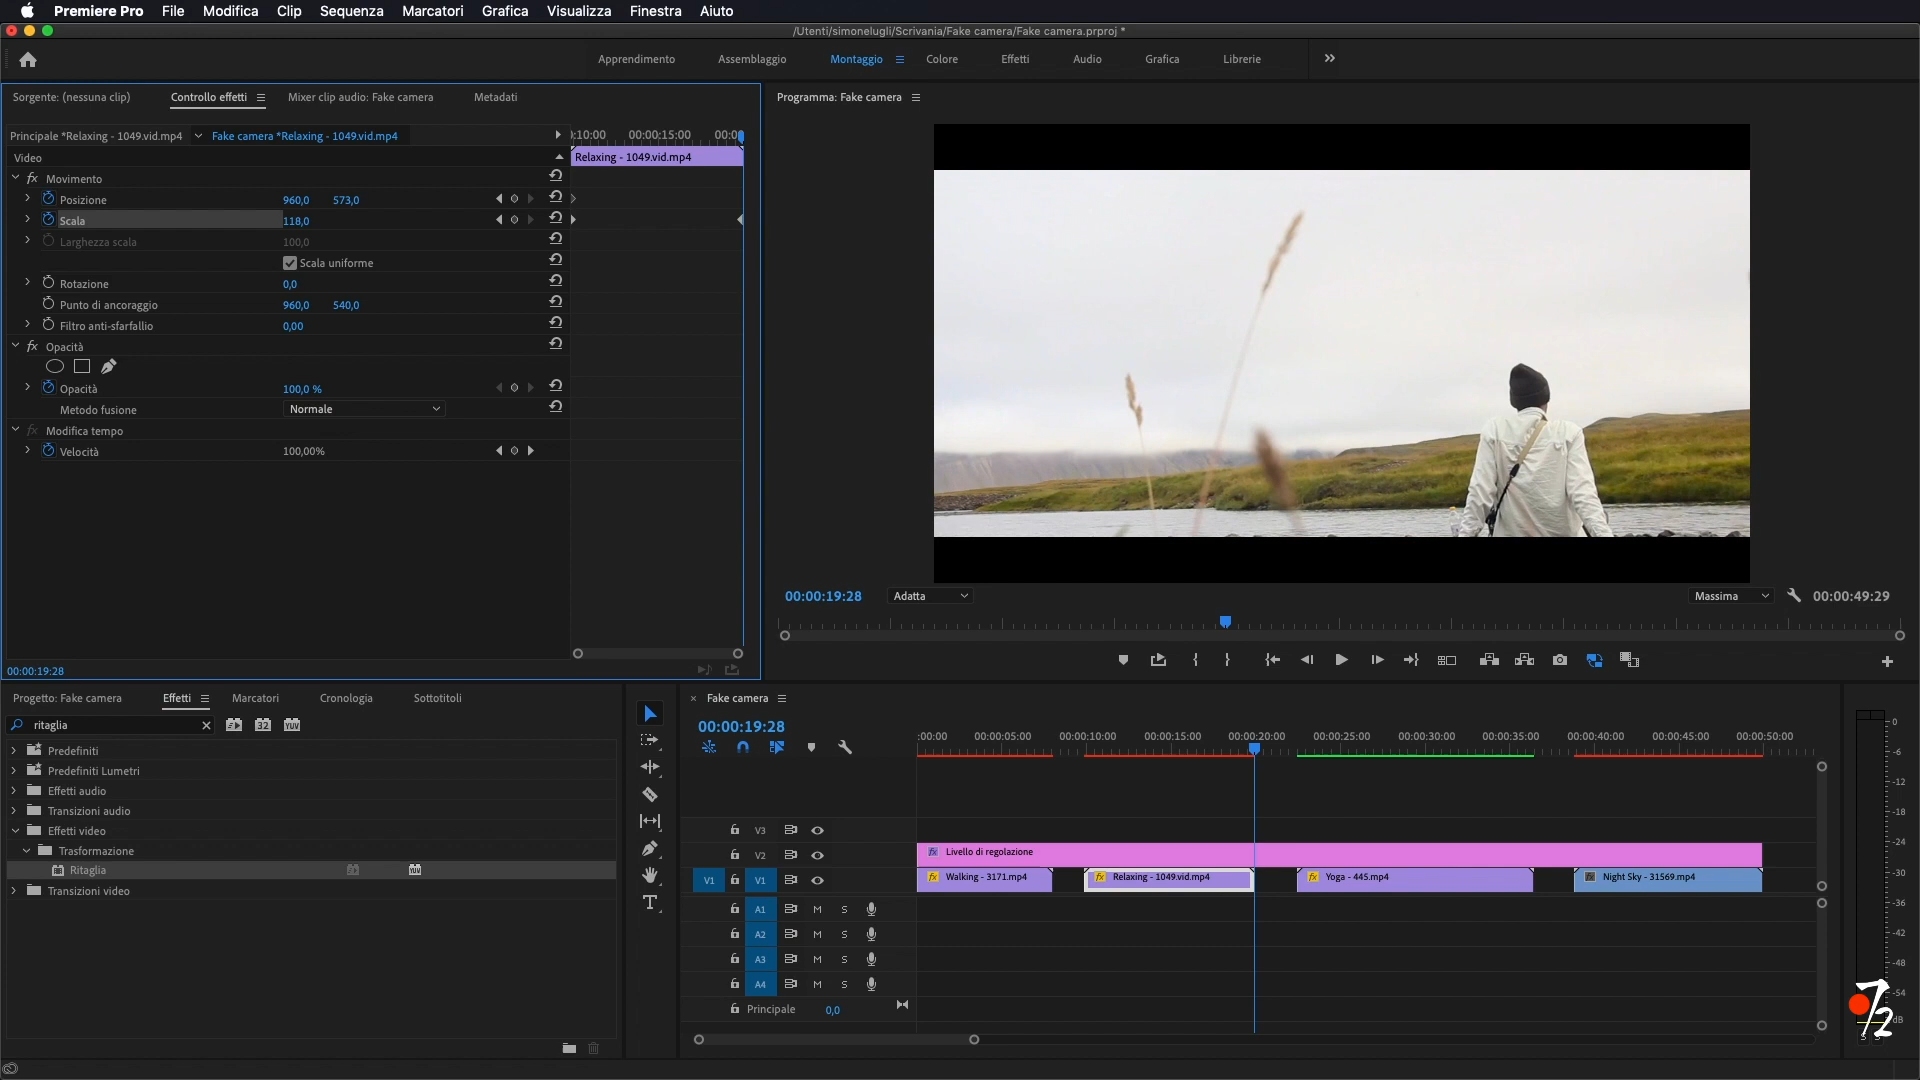 Premiere Pro File Modifica Clip Sequenza Marcatori Grafica Visualizza Finestra Aiuto
/Utenti/simonelugli/Scrivania/Fake camera/Fake camera.prproj *
Apprendimento Assemblaggio Montaggio Colore Effetti Audio Grafica Librerie
Sorgente: (nessuna clip) Controllo effetti Mixer clip audio: Fake camera Metadati
Programma: Fake camera
Principale *Relaxing - 1049.vid.mp4 Fake camera *Relaxing - 1049.vid.mp4
:10:00 00:00:15:00 00:0
Video
Relaxing - 1049.vid.mp4
fx Movimento
Posizione 960,0 573,0
Scala 118,0
Larghezza scala 100,0
Scala uniforme
Rotazione 0,0
Punto di ancoraggio 960,0 540,0
Filtro anti-sfarfallio 0,00
fx Opacità
Opacità 100,0 %
Metodo fusione Normale
fx Modifica tempo
Velocità 100,00%
00:00:19:28
00:00:19:28 Adatta Massima 00:00:49:29
Progetto: Fake camera Effetti Marcatori Cronologia Sottotitoli
ritaglia
32 YUV
Predefiniti
Predefiniti Lumetri
Effetti audio
Transizioni audio
Effetti video
Trasformazione
Ritaglia YUV
Transizioni video
× Fake camera
00:00:19:28
:00:00 00:00:05:00 00:00:10:00 00:00:15:00 00:00:20:00 00:00:25:00 00:00:30:00 00:00:35:00 00:00:40:00 00:00:45:00 00:00:50:00
V3
V2 fx Livello di regolazione
V1 V1 fx Walking - 3171.mp4 fx Relaxing - 1049.vid.mp4 fx Yoga - 445.mp4 fx Night Sky - 31569.mp4
A1 M S
A2 M S
A3 M S
A4 M S
Principale 0,0
0
-6
-12
-18
-24
-30
-36
-42
-48
-54
dB
S S